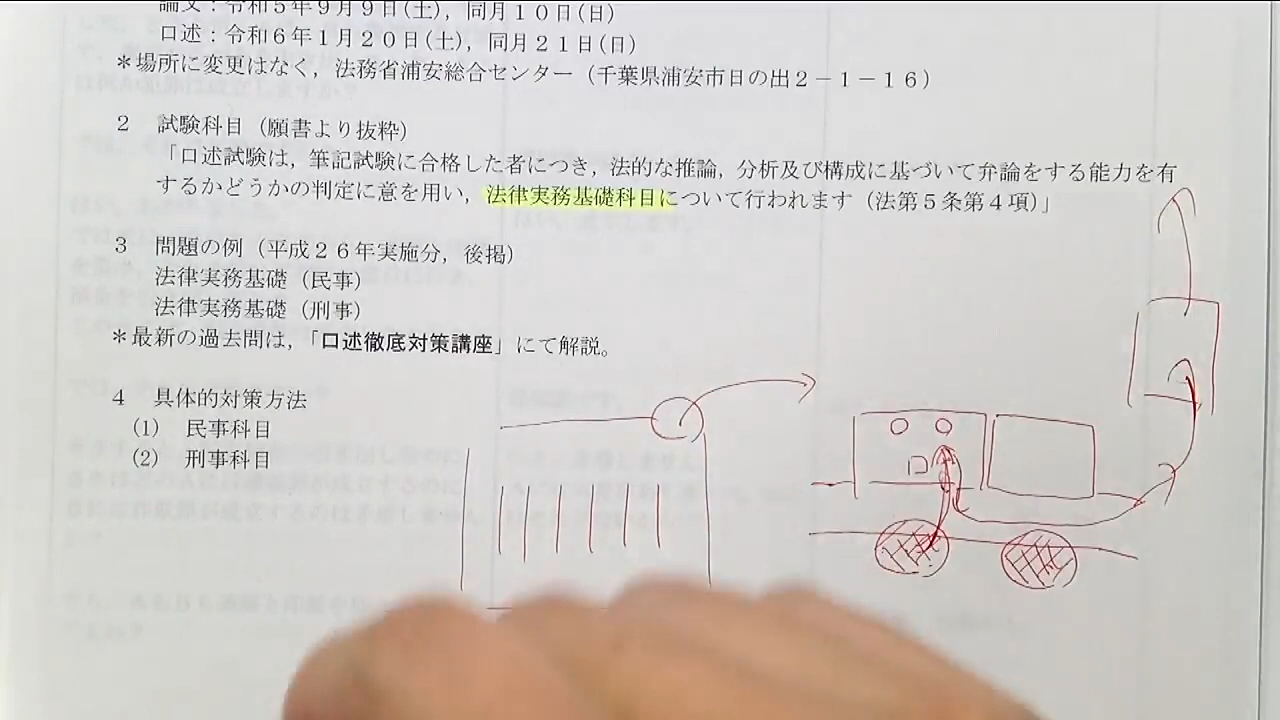 論文：令和５年９月９日(土)，同月１０日(日)
口述：令和６年１月２０日(土)，同月２１日(日)
＊場所に変更はなく，法務省浦安総合センター（千葉県浦安市日の出２－１－１６）
２　試験科目（願書より抜粋）
「口述試験は，筆記試験に合格した者につき，法的な推論，分析及び構成に基づいて弁論をする能力を有
するかどうかの判定に意を用い，法律実務基礎科目について行われます（法第５条第４項）」
３　問題の例（平成２６年実施分，後掲）
法律実務基礎（民事）
法律実務基礎（刑事）
＊最新の過去問は，「口述徹底対策講座」にて解説。
４　具体的対策方法
(1)　民事科目
(2)　刑事科目